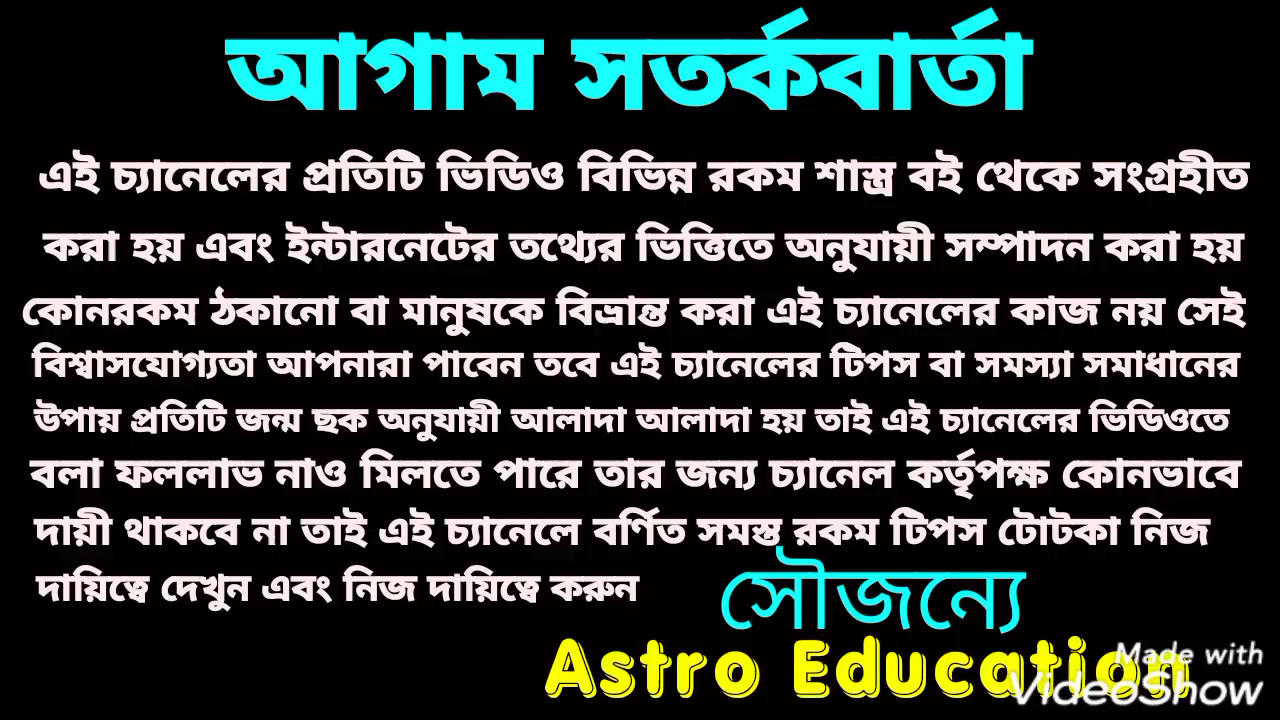 আগাম সতর্কবার্তা
এই চ্যানেলের প্রতিটি ভিডিও বিভিন্ন রকম শাস্ত্র বই থেকে সংগ্রহীত
করা হয় এবং ইন্টারনেটের তথ্যের ভিত্তিতে অনুযায়ী সম্পাদন করা হয়
কোনরকম ঠকানো বা মানুষকে বিভ্রান্ত করা এই চ্যানেলের কাজ নয় সেই
বিশ্বাসযোগ্যতা আপনারা পাবেন তবে এই চ্যানেলের টিপস বা সমস্যা সমাধানের
উপায় প্রতিটি জন্ম ছক অনুযায়ী আলাদা আলাদা হয় তাই এই চ্যানেলের ভিডিওতে
বলা ফললাভ নাও মিলতে পারে তার জন্য চ্যানেল কর্তৃপক্ষ কোনভাবে
দায়ী থাকবে না তাই এই চ্যানেলে বর্ণিত সমস্ত রকম টিপস টোটকা নিজ
দায়িত্বে দেখুন এবং নিজ দায়িত্বে করুন
সৌজন্যে
Astro Education
Made with
VideoShow